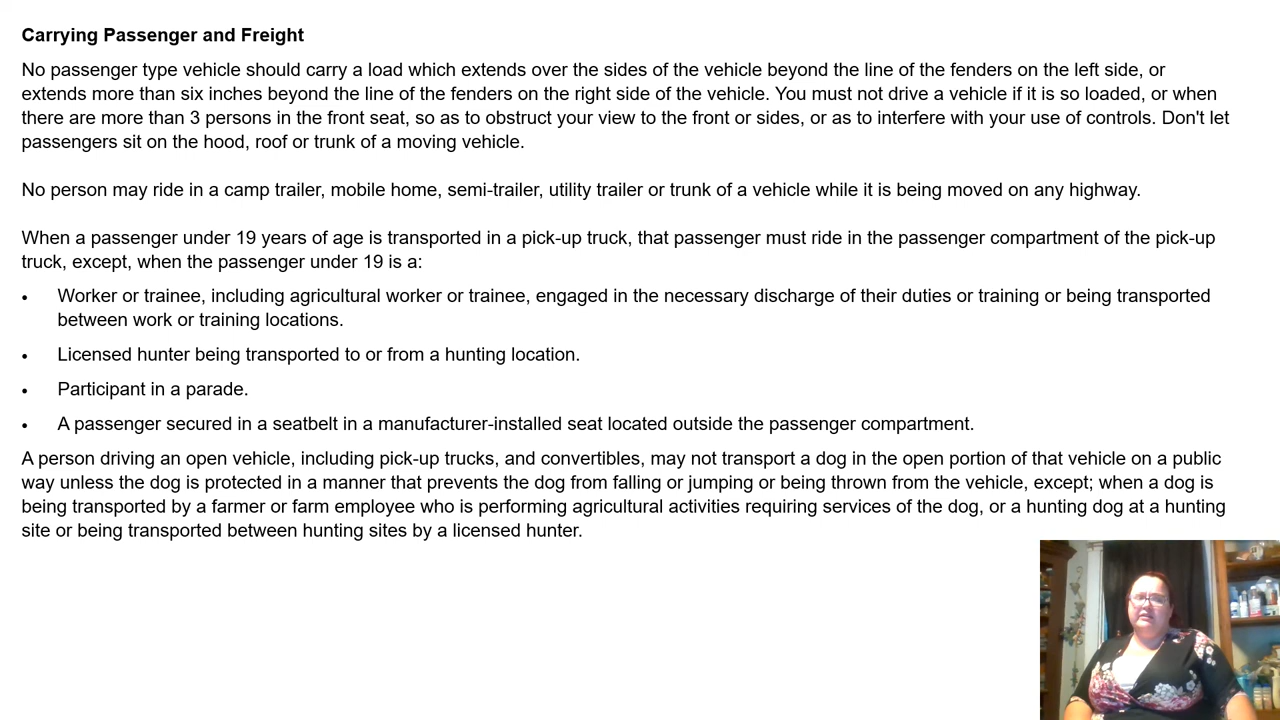 Carrying Passenger and Freight
No passenger type vehicle should carry a load which extends over the sides of the vehicle beyond the line of the fenders on the left side, or
extends more than six inches beyond the line of the fenders on the right side of the vehicle. You must not drive a vehicle if it is so loaded, or when
there are more than 3 persons in the front seat, so as to obstruct your view to the front or sides, or as to interfere with your use of controls. Don't let
passengers sit on the hood, roof or trunk of a moving vehicle.
No person may ride in a camp trailer, mobile home, semi-trailer, utility trailer or trunk of a vehicle while it is being moved on any highway.
When a passenger under 19 years of age is transported in a pick-up truck, that passenger must ride in the passenger compartment of the pick-up
truck, except, when the passenger under 19 is a:
• Worker or trainee, including agricultural worker or trainee, engaged in the necessary discharge of their duties or training or being transported
between work or training locations.
• Licensed hunter being transported to or from a hunting location.
• Participant in a parade.
• A passenger secured in a seatbelt in a manufacturer-installed seat located outside the passenger compartment.
A person driving an open vehicle, including pick-up trucks, and convertibles, may not transport a dog in the open portion of that vehicle on a public
way unless the dog is protected in a manner that prevents the dog from falling or jumping or being thrown from the vehicle, except; when a dog is
being transported by a farmer or farm employee who is performing agricultural activities requiring services of the dog, or a hunting dog at a hunting
site or being transported between hunting sites by a licensed hunter.